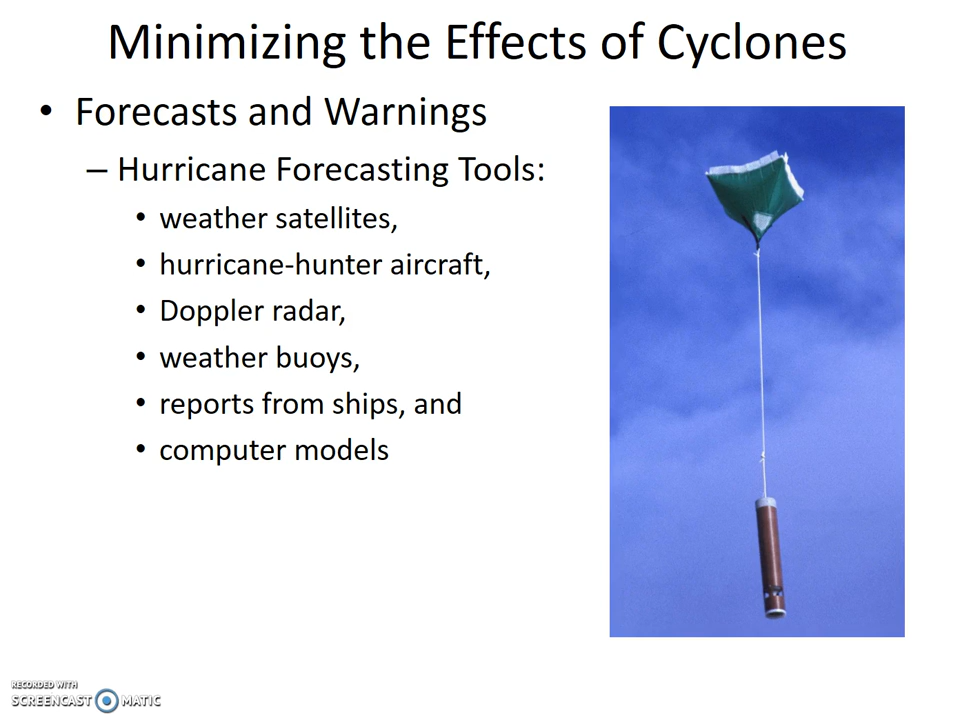 Minimizing the Effects of Cyclones
• Forecasts and Warnings
– Hurricane Forecasting Tools:
• weather satellites,
• hurricane-hunter aircraft,
• Doppler radar,
• weather buoys,
• reports from ships, and
• computer models
RECORDED WITH
SCREENCAST MATIC